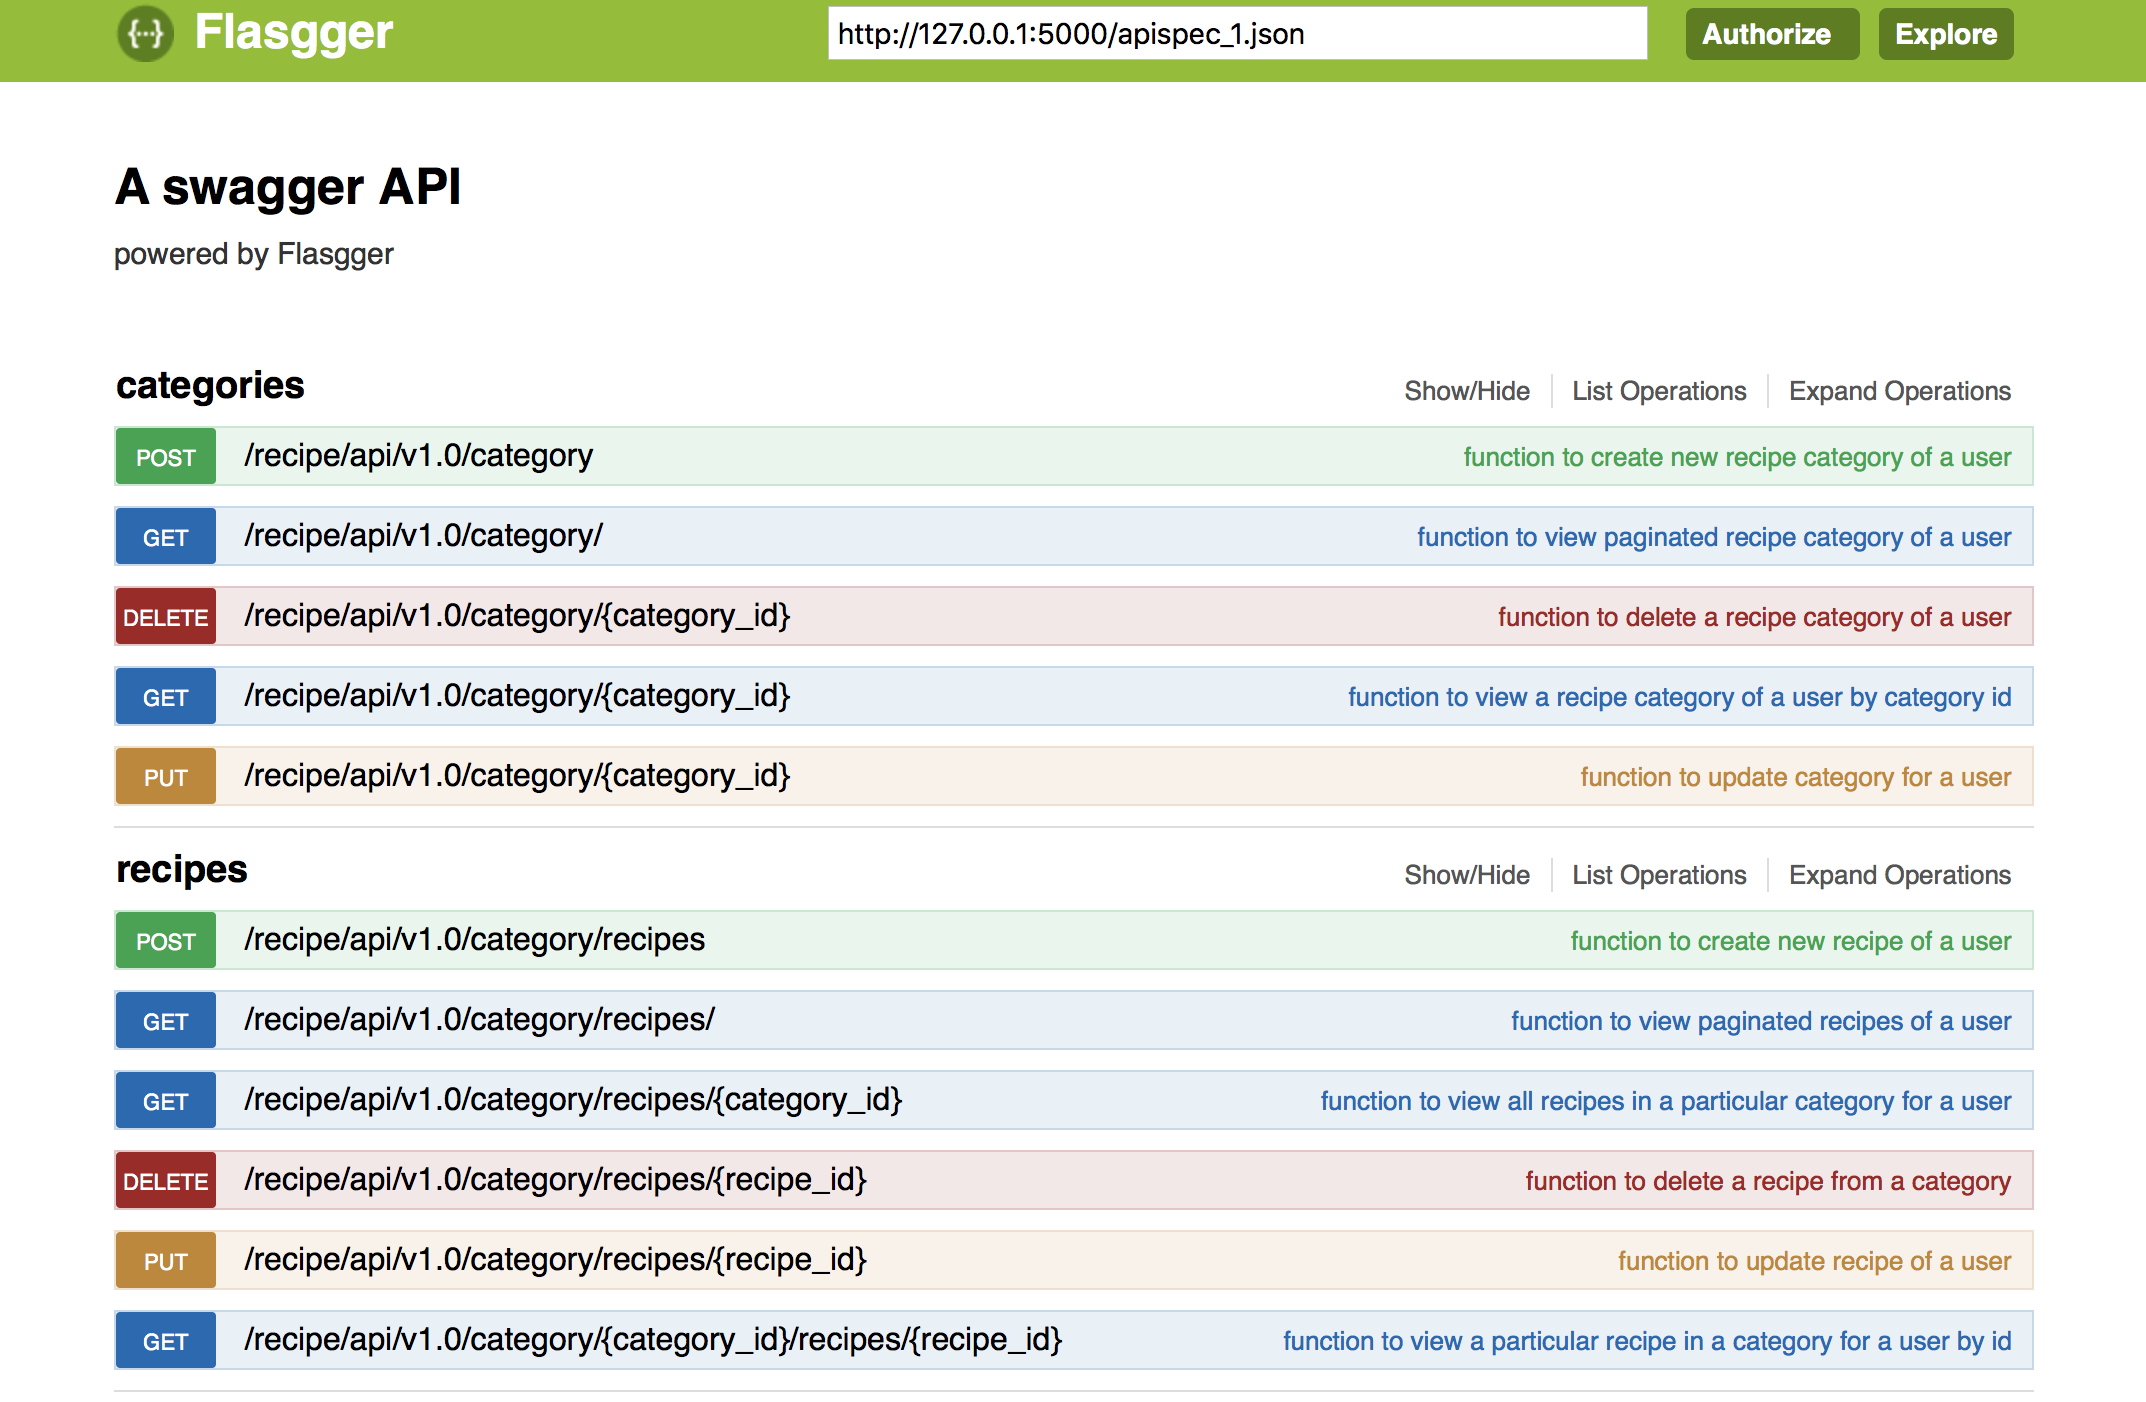 {...} Flasgger http://127.0.0.1:5000/apispec_1.json Authorize Explore
A swagger API
powered by Flasgger
categories Show/Hide List Operations Expand Operations
POST /recipe/api/v1.0/category function to create new recipe category of a user
GET /recipe/api/v1.0/category/ function to view paginated recipe category of a user
DELETE /recipe/api/v1.0/category/{category_id} function to delete a recipe category of a user
GET /recipe/api/v1.0/category/{category_id} function to view a recipe category of a user by category id
PUT /recipe/api/v1.0/category/{category_id} function to update category for a user
recipes Show/Hide List Operations Expand Operations
POST /recipe/api/v1.0/category/recipes function to create new recipe of a user
GET /recipe/api/v1.0/category/recipes/ function to view paginated recipes of a user
GET /recipe/api/v1.0/category/recipes/{category_id} function to view all recipes in a particular category for a user
DELETE /recipe/api/v1.0/category/recipes/{recipe_id} function to delete a recipe from a category
PUT /recipe/api/v1.0/category/recipes/{recipe_id} function to update recipe of a user
GET /recipe/api/v1.0/category/{category_id}/recipes/{recipe_id} function to view a particular recipe in a category for a user by id